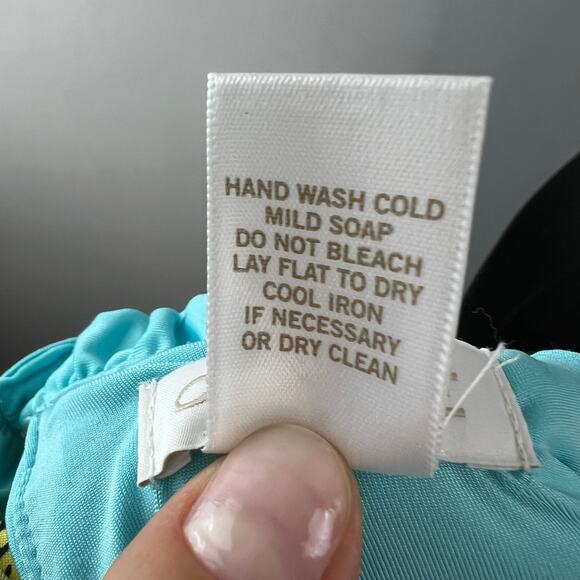 HAND WASH COLD
MILD SOAP
DO NOT BLEACH
LAY FLAT TO DRY
COOL IRON
IF NECESSARY
OR DRY CLEAN